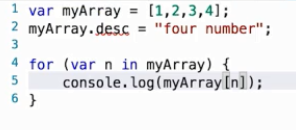 1 var myArray = [1,2,3,4];
2 myArray.desc = "four number";
3
4 for (var n in myArray) {
5     console.log(myArray[n]);
6 }